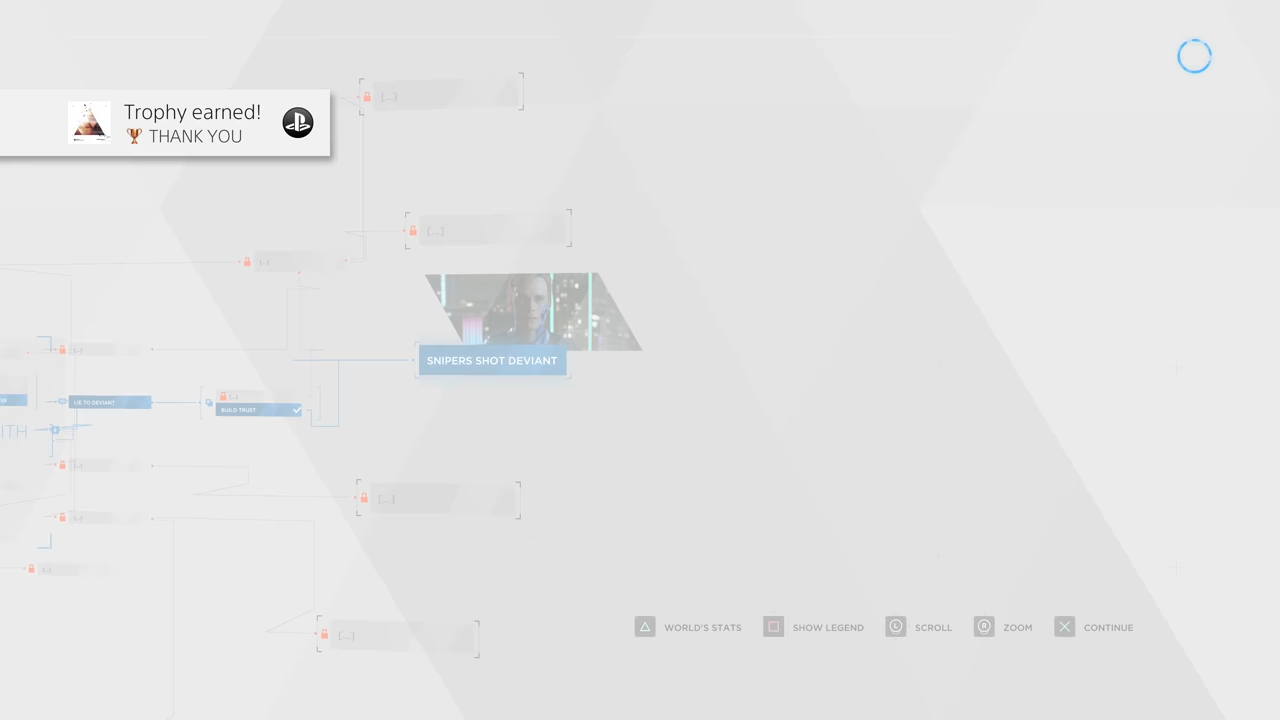 Trophy earned!
THANK YOU
[...]
[...]
[...]
SNIPERS SHOT DEVIANT
[...]
[...]
LIE TO DEVIANT
BUILD TRUST
ITH
[...]
[...]
[...]
[...]
[...]
WORLD'S STATS
SHOW LEGEND
L
SCROLL
R
ZOOM
CONTINUE